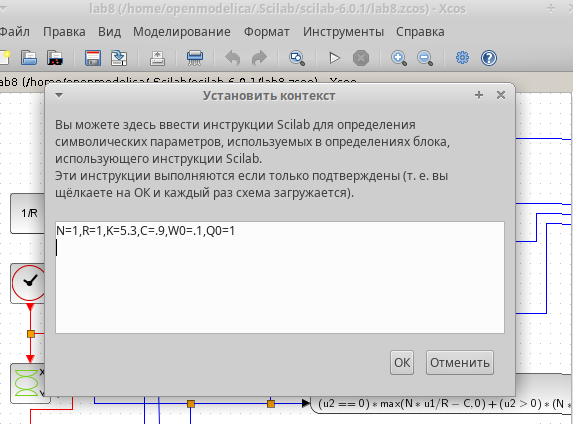 lab8 (/home/openmodelica/.Scilab/scilab-6.0.1/lab8.zcos) - Xcos
Файл Правка Вид Моделирование Формат Инструменты Справка
ab8 (/home/openmodelica/.Scilab/scilab-6.0.1/lab8.zcos) - Xcos
Установить контекст
Вы можете здесь ввести инструкции Scilab для определения
символических параметров, используемых в определениях блока,
использующего инструкции Scilab.
Эти инструкции выполняются если только подтверждены (т. е. вы
щёлкаете на ОК и каждый раз схема загружается).
1/R
N=1,R=1,K=5.3,C=.9,W0=.1,Q0=1
ОК Отменить
(u2 == 0) * max(N * u1/R − C, 0) + (u2 > 0) * (N *